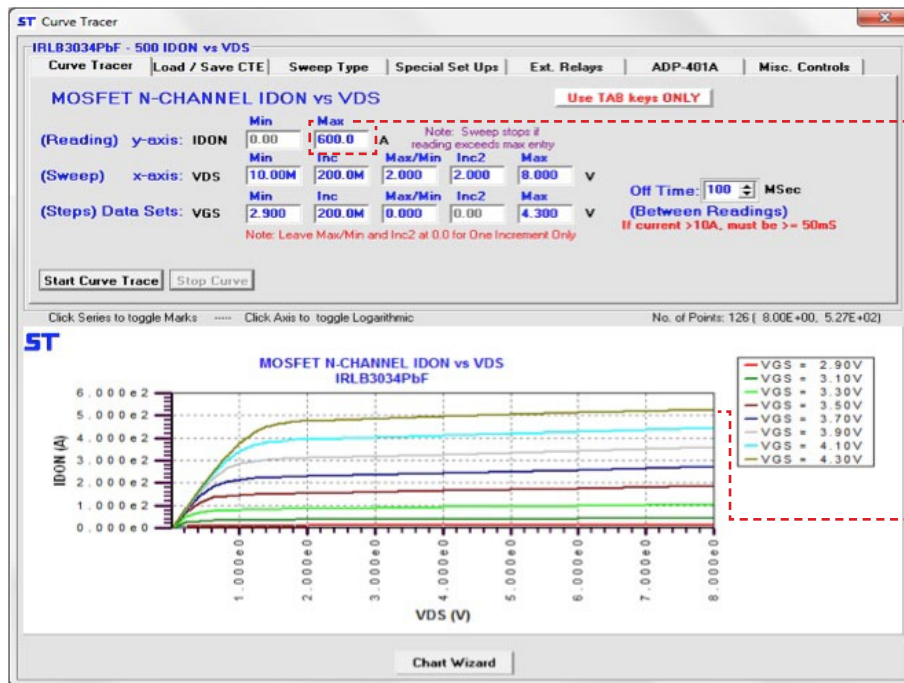 ST Curve Tracer
IRLB3034PbF - 500 IDON vs VDS
Curve Tracer Load / Save CTE Sweep Type Special Set Ups Ext. Relays ADP-401A Misc. Controls
MOSFET N-CHANNEL IDON vs VDS
Use TAB keys ONLY
Min Max
(Reading) y-axis: IDON 0.00 600.0 A
Note: Sweep stops if
reading exceeds max entry
Min Inc Max/Min Inc2 Max
(Sweep) x-axis: VDS 10.00M 200.0M 2.000 2.000 8.000 V
Off Time: 100 MSec
Min Inc Max/Min Inc2 Max
(Steps) Data Sets: VGS 2.900 200.0M 0.000 0.00 4.300 V
(Between Readings)
If current >10A, must be >= 50mS
Note: Leave Max/Min and Inc2 at 0.0 for One Increment Only
Start Curve Trace Stop Curve
Click Series to toggle Marks ----- Click Axis to toggle Logarithmic No. of Points: 126 ( 8.00E+00, 5.27E+02)
ST
MOSFET N-CHANNEL IDON vs VDS
IRLB3034PbF
IDON (A)
6.000e2
5.000e2
4.000e2
3.000e2
2.000e2
1.000e2
0.000e0
1.000e0
2.000e0
3.000e0
4.000e0
5.000e0
6.000e0
7.000e0
8.000e0
VDS (V)
VGS = 2.90V
VGS = 3.10V
VGS = 3.30V
VGS = 3.50V
VGS = 3.70V
VGS = 3.90V
VGS = 4.10V
VGS = 4.30V
Chart Wizard